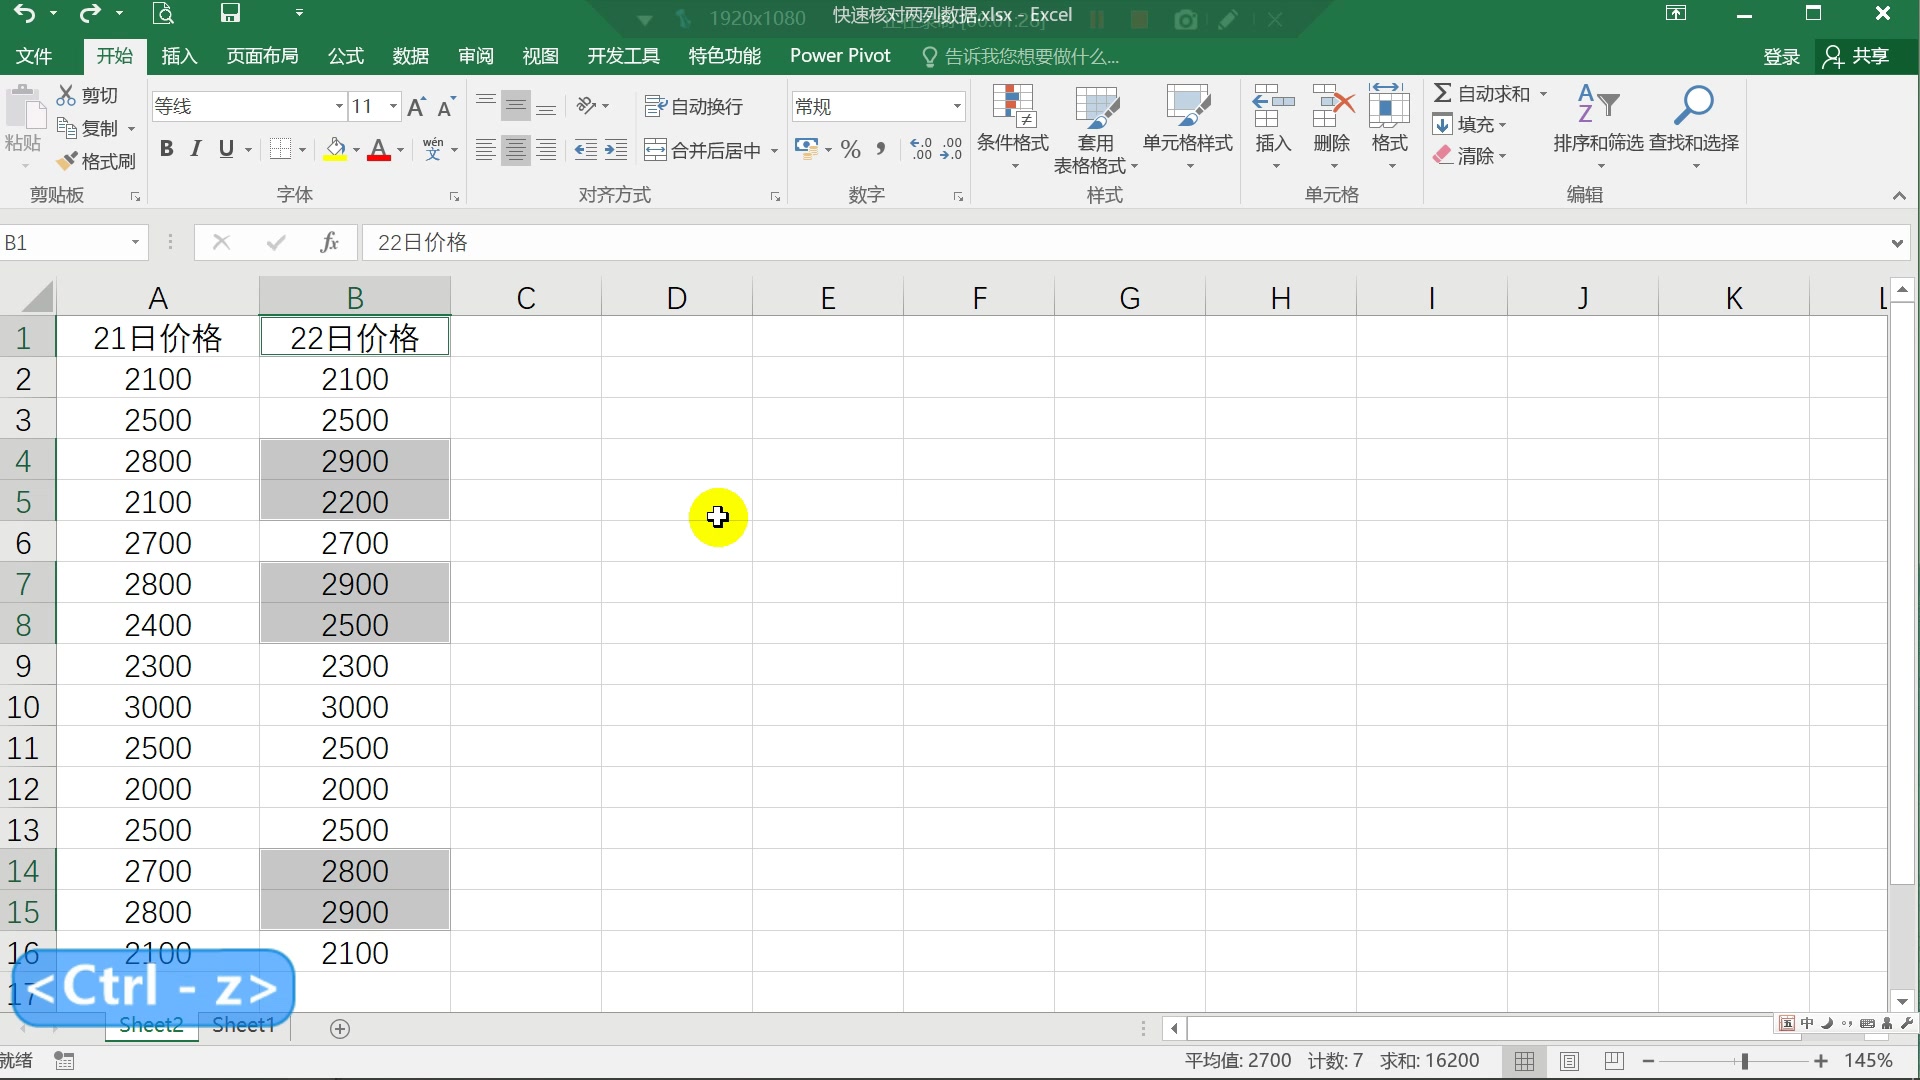 1920x1080 快速核对两列数据.xlsx - Excel
文件 开始 插入 页面布局 公式 数据 审阅 视图 开发工具 特色功能 Power Pivot 告诉我您想要做什么... 登录 共享
粘贴 剪切 复制 格式刷
等线 11
B I U wén 文
自动换行
合并后居中
常规
% , .00 .00
条件格式 套用 表格格式 单元格样式
插入 删除 格式
自动求和 填充 清除
排序和筛选 查找和选择
剪贴板 字体 对齐方式 数字 样式 单元格 编辑
B1 fx 22日价格
A B C D E F G H I J K L
1 21日价格 22日价格
2 2100 2100
3 2500 2500
4 2800 2900
5 2100 2200
6 2700 2700
7 2800 2900
8 2400 2500
9 2300 2300
10 3000 3000
11 2500 2500
12 2000 2000
13 2500 2500
14 2700 2800
15 2800 2900
16 2100 2100
17
<Ctrl - z>
Sheet2 Sheet1
五 中
就绪 平均值: 2700 计数: 7 求和: 16200 145%